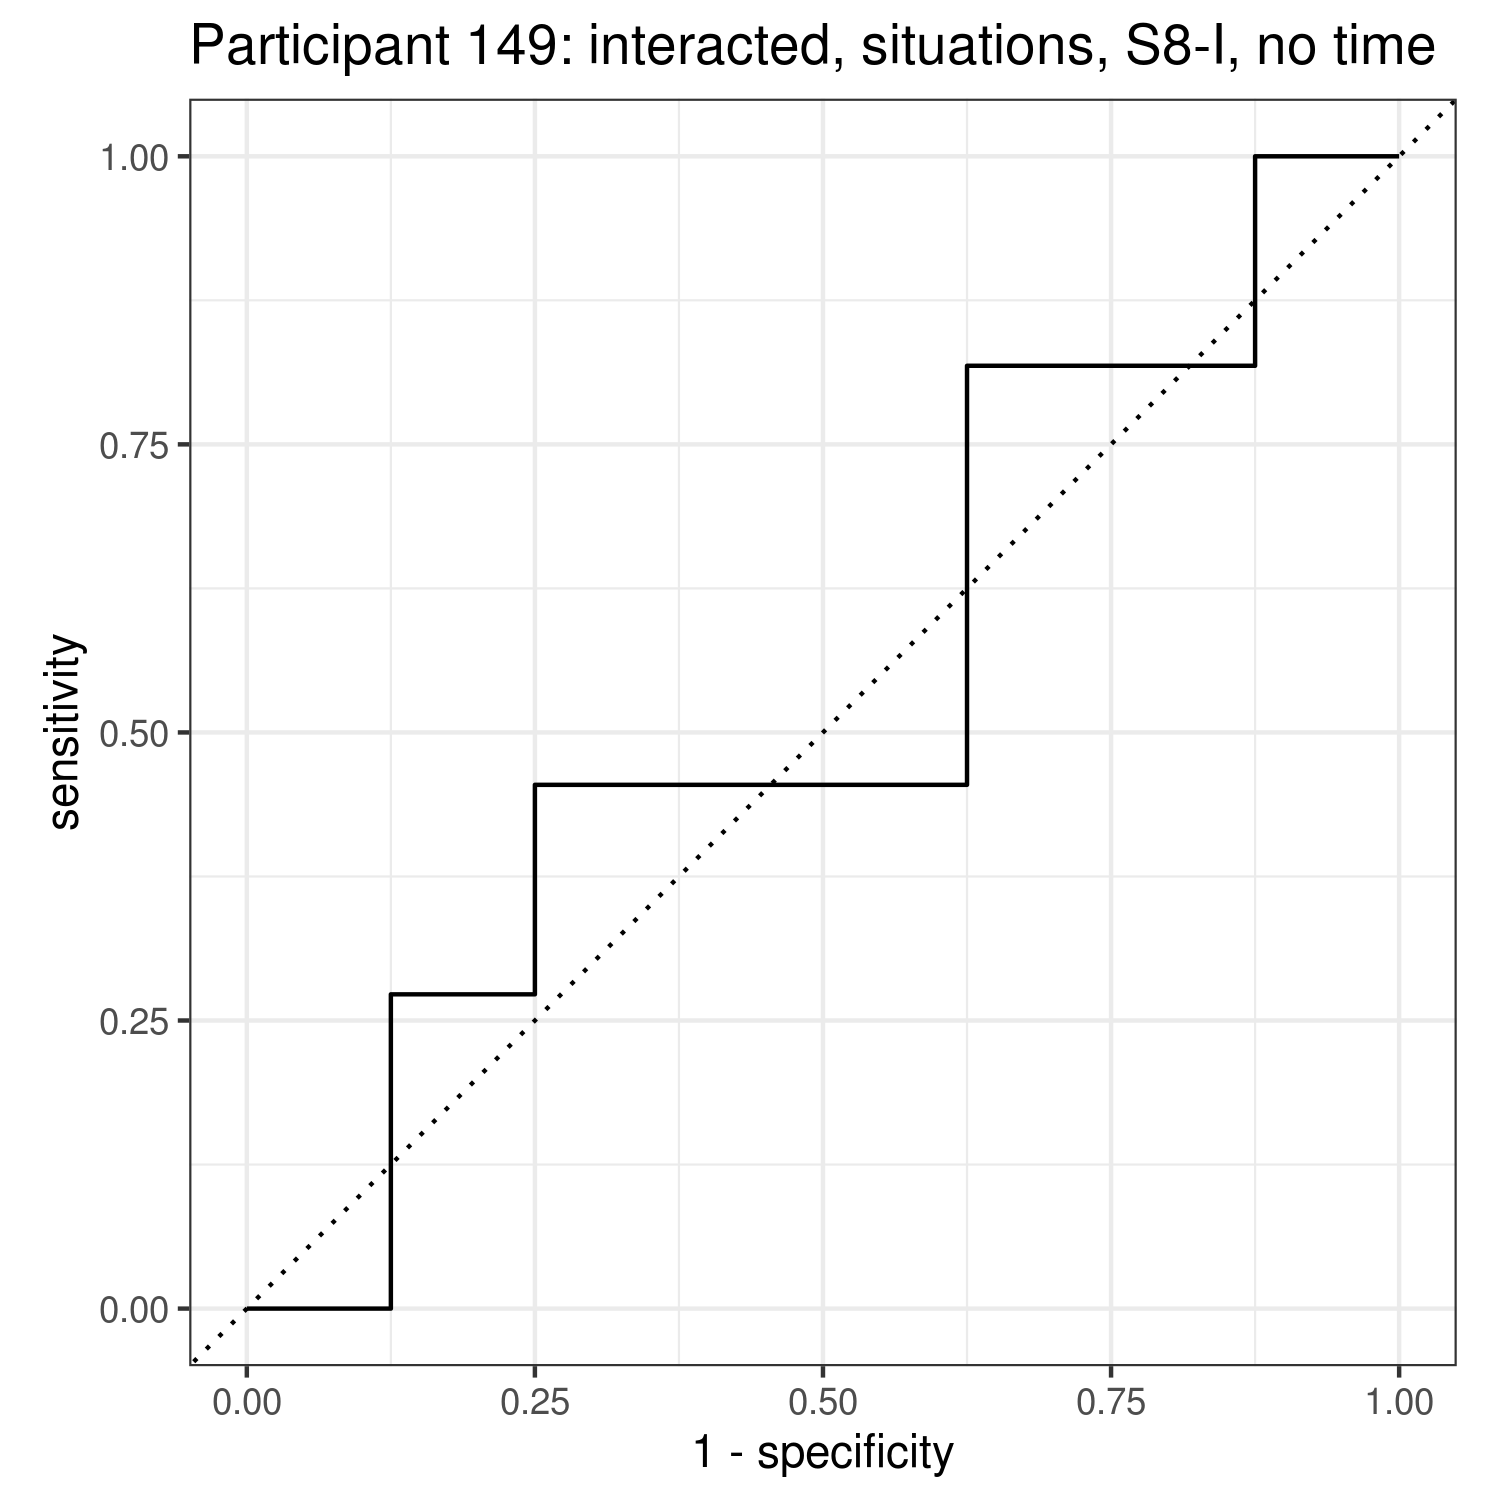 Participant 149: interacted, situations, S8-I, no time
1.00
0.75
0.50
0.25
0.00
sensitivity
0.00 0.25 0.50 0.75 1.00
1 - specificity